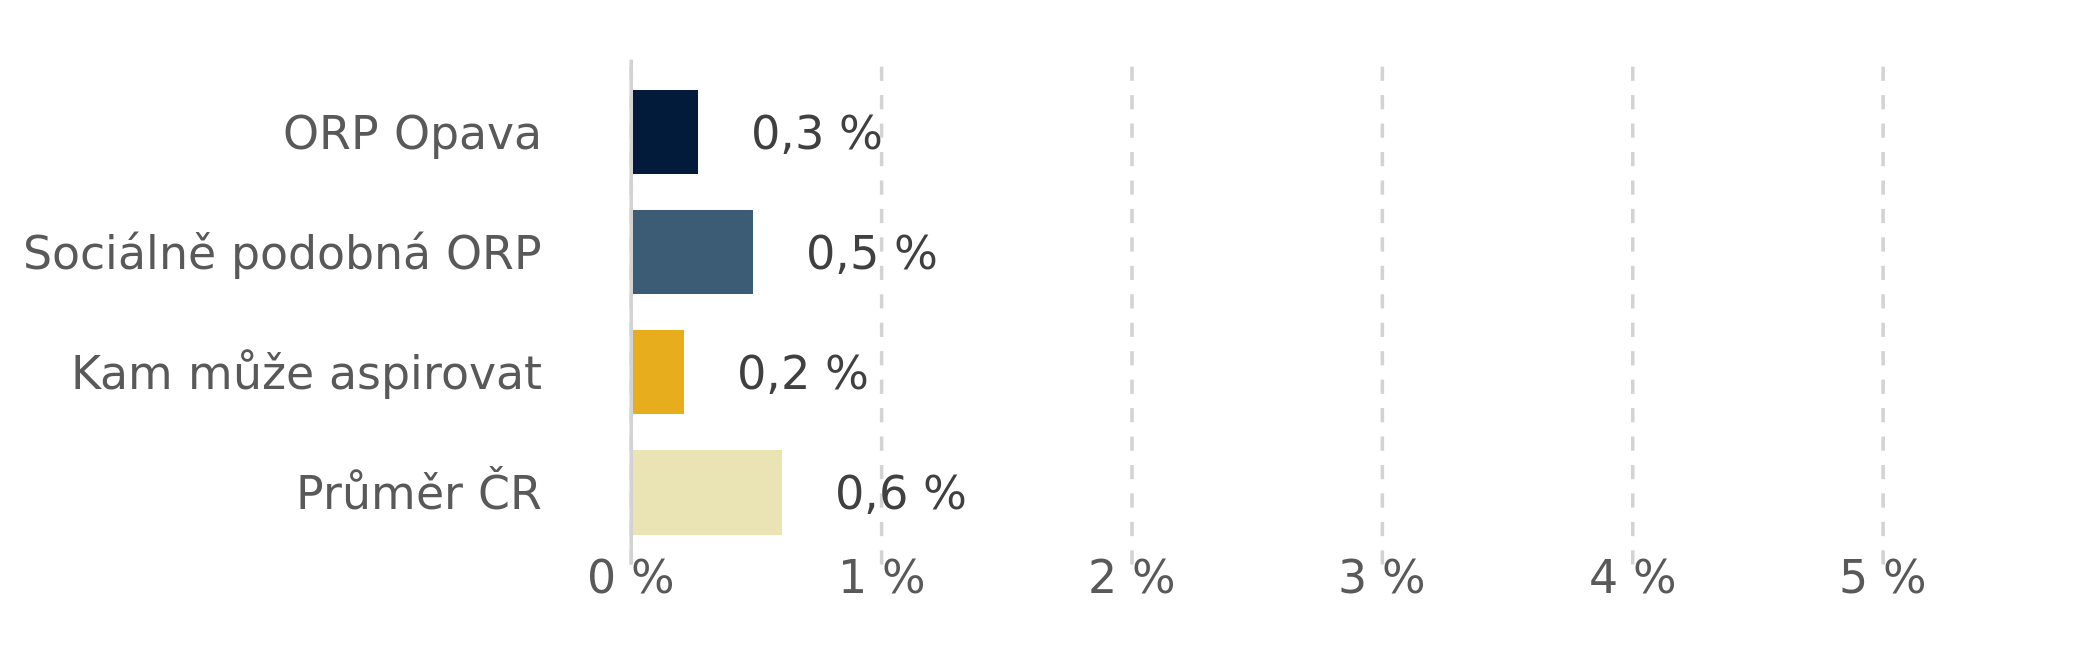 ORP Opava 0,3 %
Sociálně podobná ORP 0,5 %
Kam může aspirovat 0,2 %
Průměr ČR 0,6 %
0 % 1 % 2 % 3 % 4 % 5 %